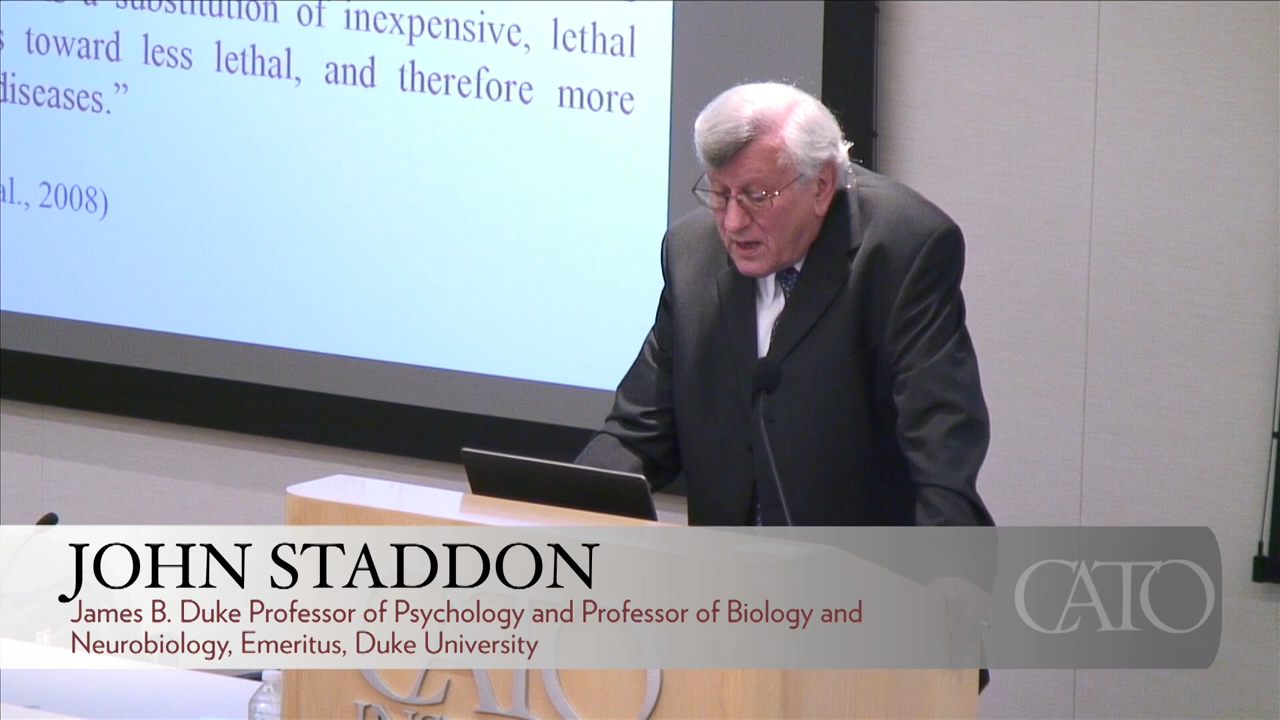 substitution of inexpensive, lethal
toward less lethal, and therefore more
diseases.”
al., 2008)
JOHN STADDON
James B. Duke Professor of Psychology and Professor of Biology and
Neurobiology, Emeritus, Duke University
CATO
CATO